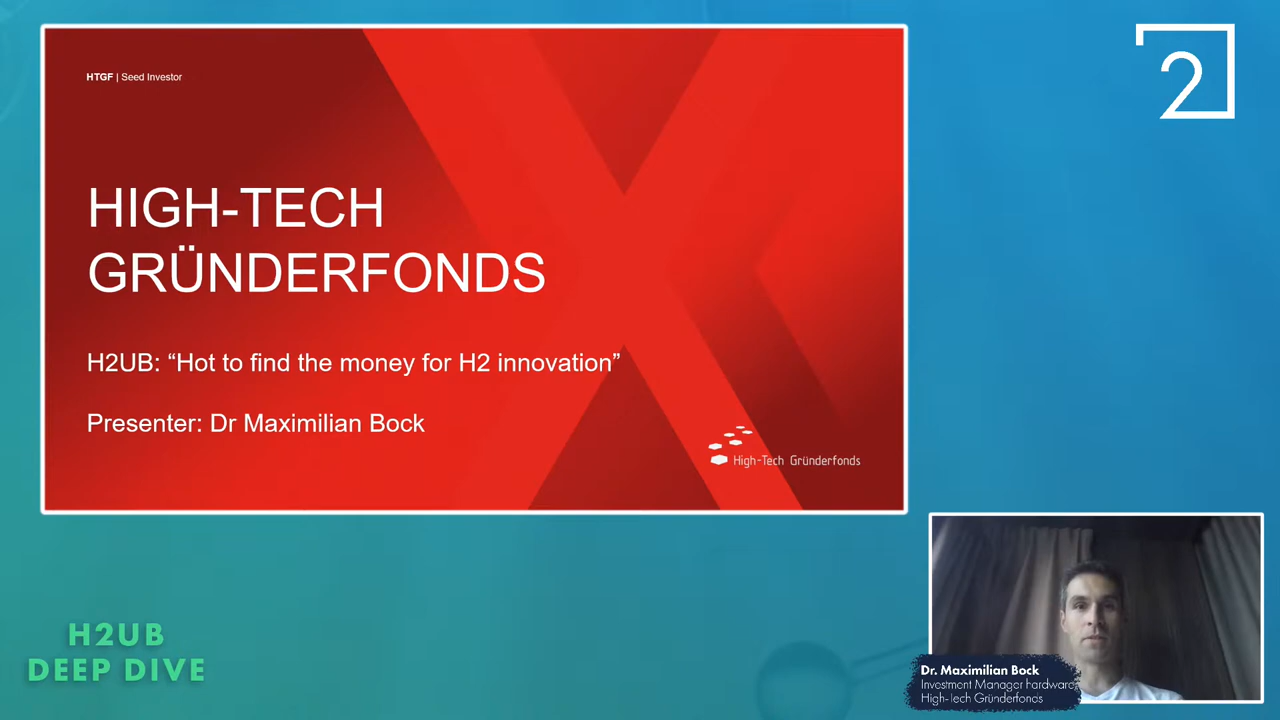 HTGF | Seed Investor
HIGH-TECH
GRÜNDERFONDS
H2UB: “Hot to find the money for H2 innovation”
Presenter: Dr Maximilian Bock
High-Tech Gründerfonds
2
H2UB
DEEP DIVE
Dr. Maximilian Bock
Investment Manager hardware,
High-Tech Gründerfonds